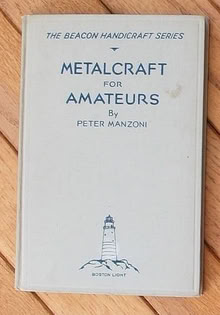 THE BEACON HANDICRAFT SERIES
METALCRAFT
FOR
AMATEURS
By
PETER MANZONI
BOSTON LIGHT